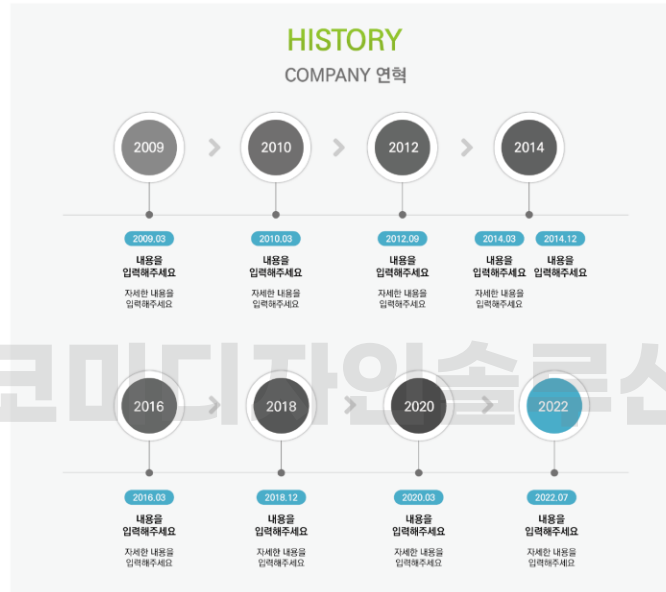 HISTORY
COMPANY 연혁
2009
2010
2012
2014
2009.03
2010.03
2012.09
2014.03
2014.12
내용을
입력해주세요
내용을
입력해주세요
내용을
입력해주세요
내용을
입력해주세요
내용을
입력해주세요
자세한 내용을
입력해주세요
자세한 내용을
입력해주세요
자세한 내용을
입력해주세요
자세한 내용을
입력해주세요
코미디자인솔루션
2016
2018
2020
2022
2016.03
2018.12
2020.03
2022.07
내용을
입력해주세요
내용을
입력해주세요
내용을
입력해주세요
내용을
입력해주세요
자세한 내용을
입력해주세요
자세한 내용을
입력해주세요
자세한 내용을
입력해주세요
자세한 내용을
입력해주세요